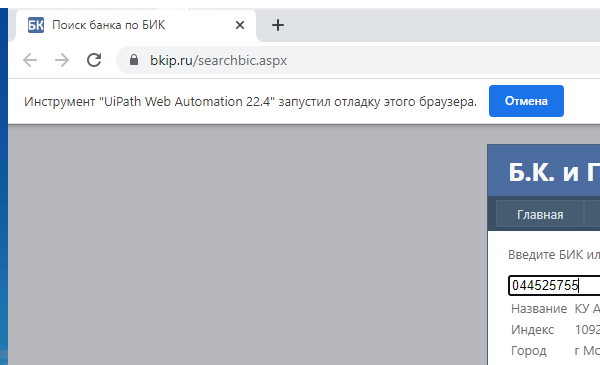 БК Поиск банка по БИК
bkip.ru/searchbic.aspx
Инструмент "UiPath Web Automation 22.4" запустил отладку этого браузера. Отмена
Б.К. и
Главная
Введите БИК или
044525755
Название КУ
Индекс 1092
Город г Мо